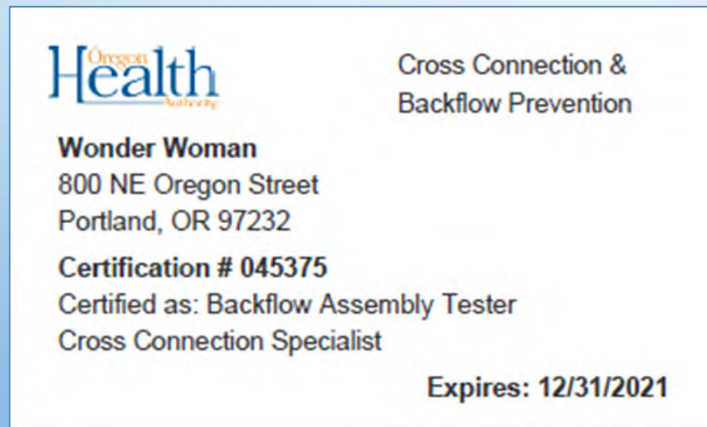 Oregon
Health
Authority
Cross Connection &
Backflow Prevention
Wonder Woman
800 NE Oregon Street
Portland, OR 97232
Certification # 045375
Certified as: Backflow Assembly Tester
Cross Connection Specialist
Expires: 12/31/2021